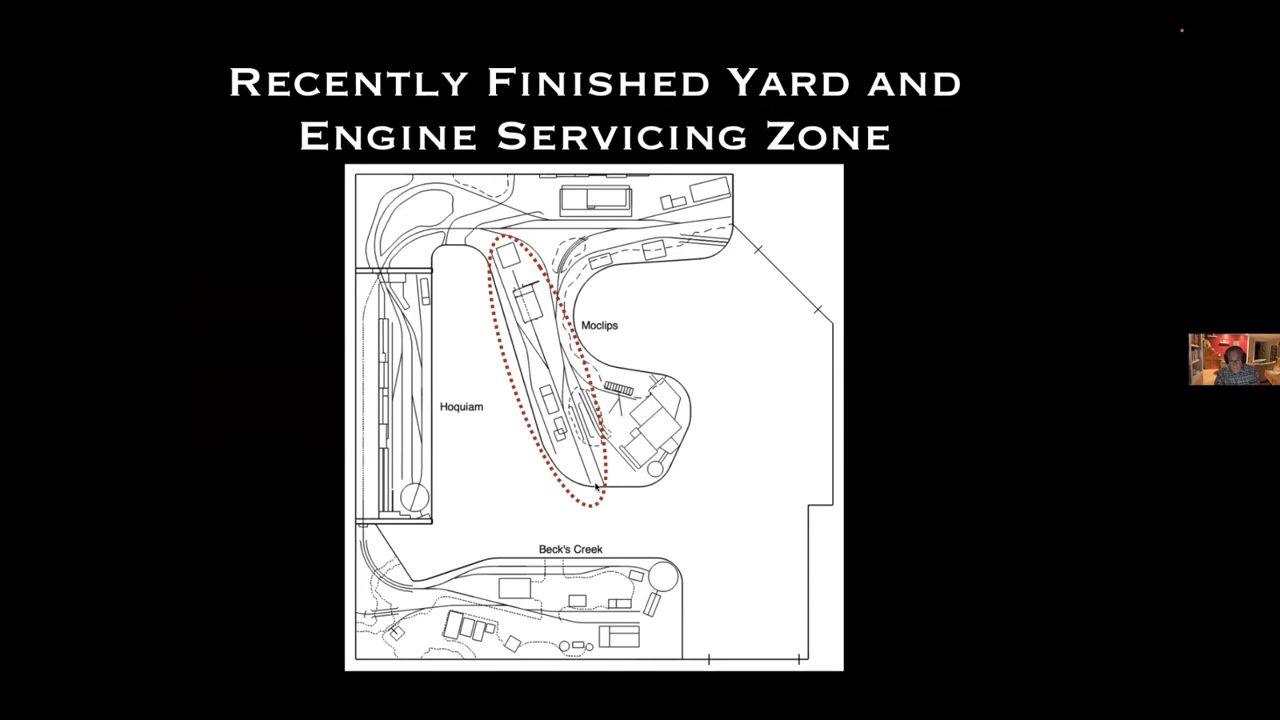 Recently Finished Yard and
Engine Servicing Zone
Moclips
Hoquiam
Beck's Creek